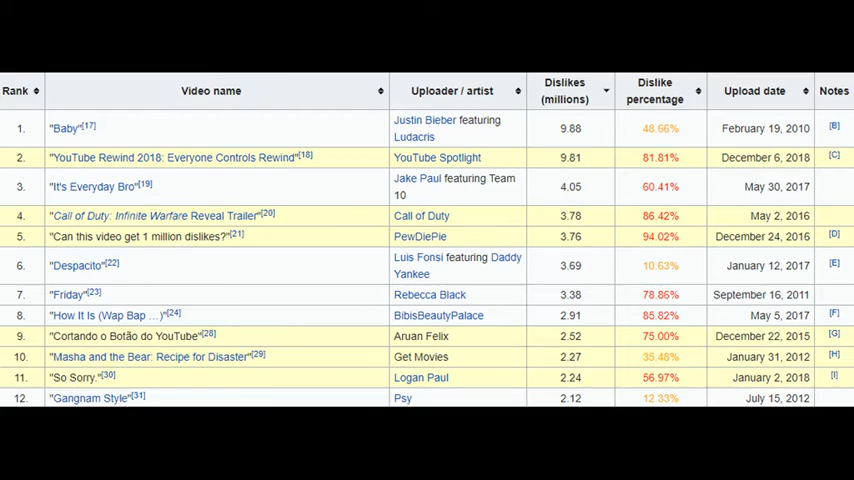 Rank Video name Uploader / artist Dislikes (millions) Dislike percentage Upload date Notes
1. "Baby"[17] Justin Bieber featuring Ludacris 9.88 48.66% February 19, 2010 [B]
2. "YouTube Rewind 2018: Everyone Controls Rewind"[18] YouTube Spotlight 9.81 81.81% December 6, 2018 [C]
3. "It's Everyday Bro"[19] Jake Paul featuring Team 10 4.05 60.41% May 30, 2017
4. "Call of Duty: Infinite Warfare Reveal Trailer"[20] Call of Duty 3.78 86.42% May 2, 2016
5. "Can this video get 1 million dislikes?"[21] PewDiePie 3.76 94.02% December 24, 2016 [D]
6. "Despacito"[22] Luis Fonsi featuring Daddy Yankee 3.69 10.63% January 12, 2017 [E]
7. "Friday"[23] Rebecca Black 3.38 78.86% September 16, 2011
8. "How It Is (Wap Bap ...)"[24] BibisBeautyPalace 2.91 85.82% May 5, 2017 [F]
9. "Cortando o Botão do YouTube"[28] Aruan Felix 2.52 75.00% December 22, 2015 [G]
10. "Masha and the Bear: Recipe for Disaster"[29] Get Movies 2.27 35.48% January 31, 2012 [H]
11. "So Sorry."[30] Logan Paul 2.24 56.97% January 2, 2018 [I]
12. "Gangnam Style"[31] Psy 2.12 12.33% July 15, 2012